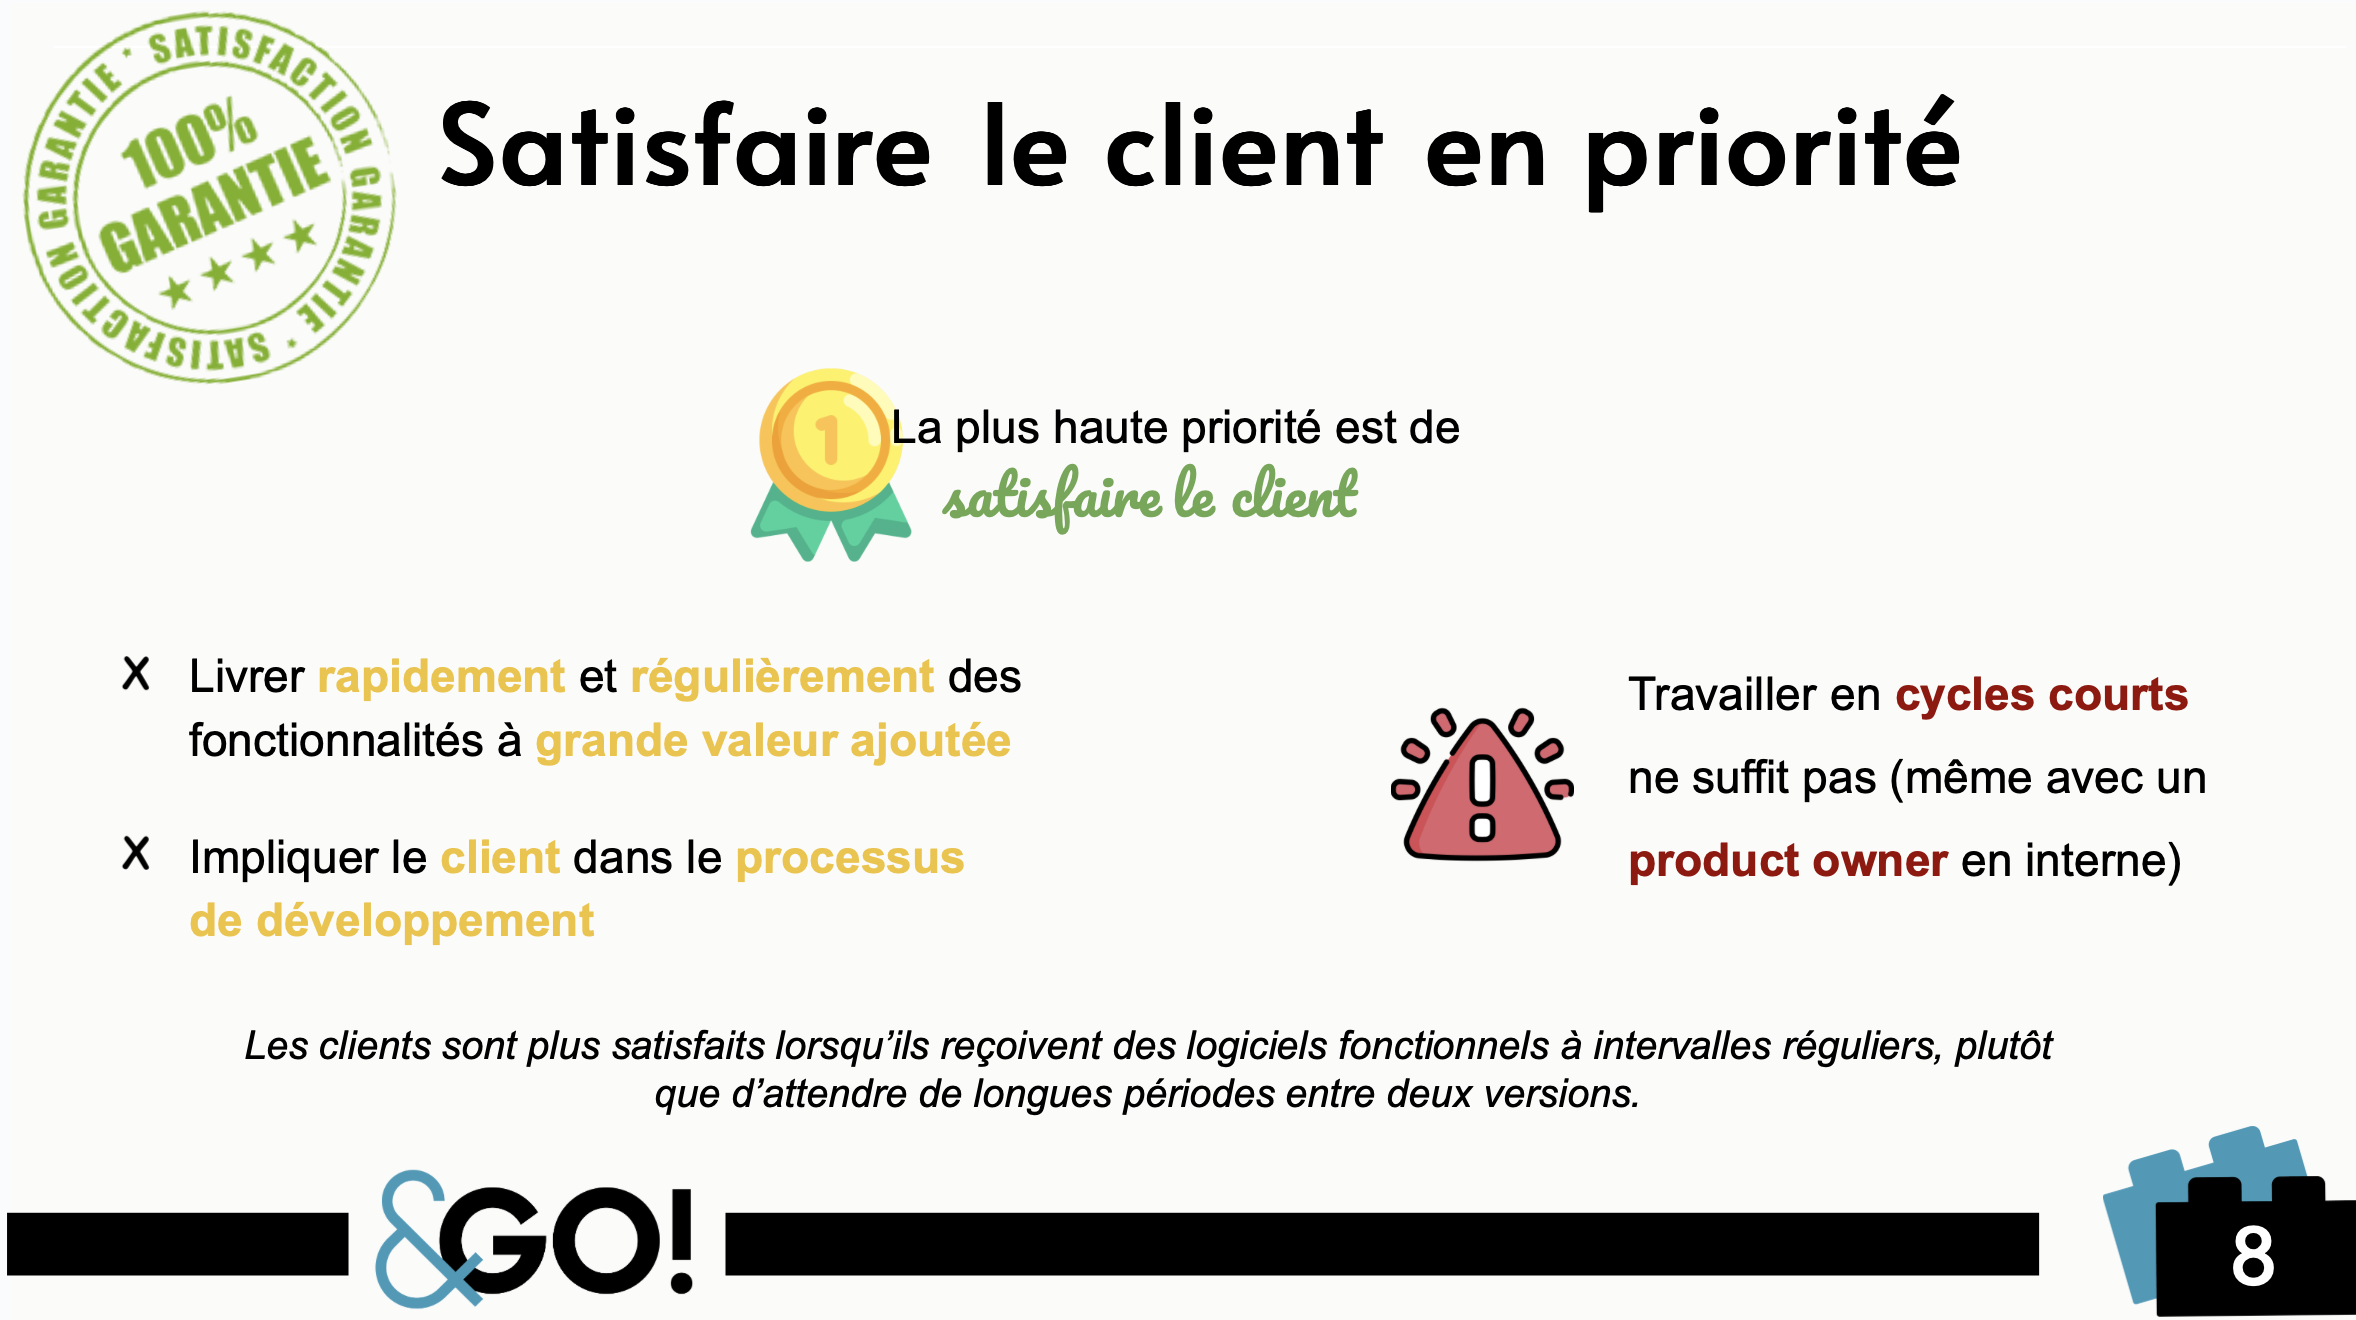 SATISFACTION GARANTIE * SATISFACTION GARANTIE *
100%
GARANTIE
Satisfaire le client en priorité
1
La plus haute priorité est de
satisfaire le client
X Livrer rapidement et régulièrement des
fonctionnalités à grande valeur ajoutée
X Impliquer le client dans le processus
de développement
Travailler en cycles courts
ne suffit pas (même avec un
product owner en interne)
Les clients sont plus satisfaits lorsqu’ils reçoivent des logiciels fonctionnels à intervalles réguliers, plutôt
que d’attendre de longues périodes entre deux versions.
&GO!
8